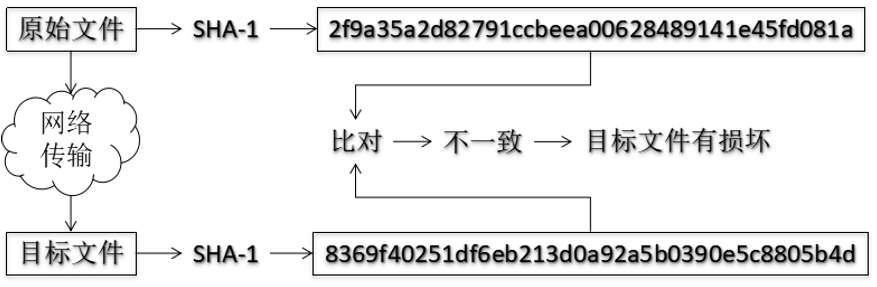 原始文件
SHA-1
2f9a35a2d82791ccbeea00628489141e45fd081a
网络
传输
比对
不一致
目标文件有损坏
目标文件
SHA-1
8369f40251df6eb213d0a92a5b0390e5c8805b4d